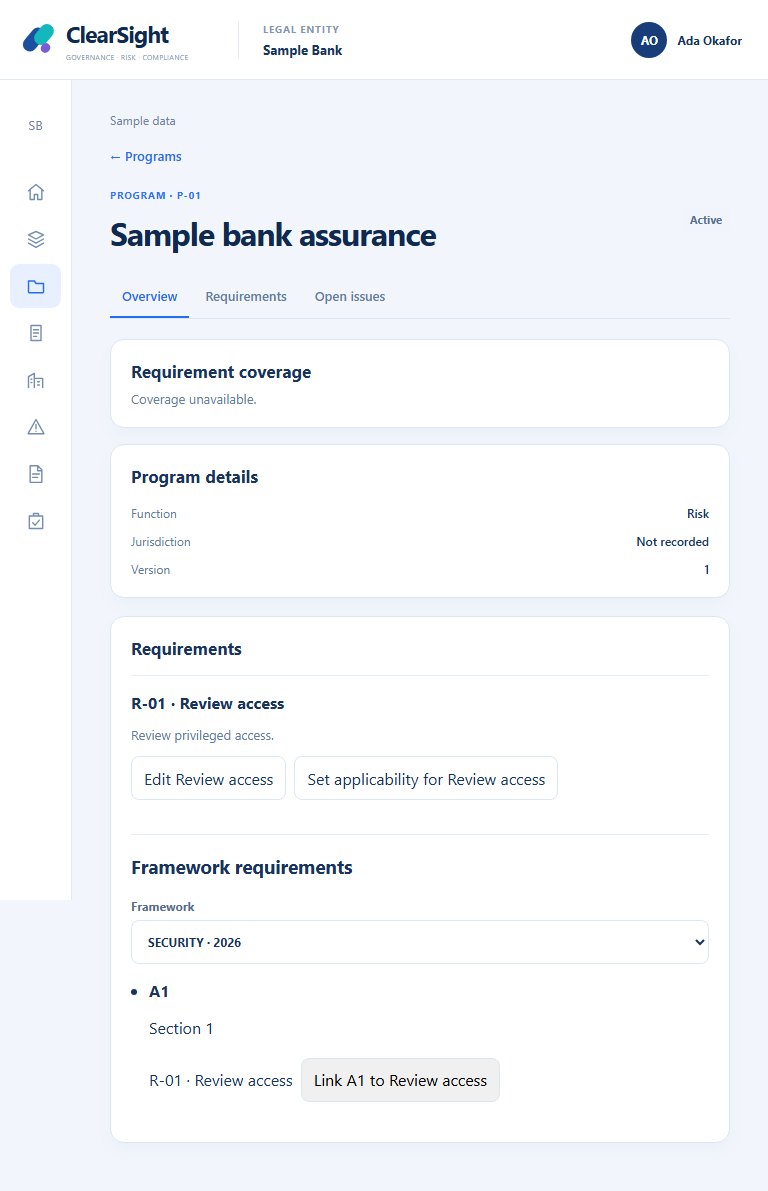 ClearSight
GOVERNANCE · RISK · COMPLIANCE
LEGAL ENTITY
Sample Bank
AO
Ada Okafor
SB
Sample data
← Programs
PROGRAM · P-01
Sample bank assurance
Active
Overview
Requirements
Open issues
Requirement coverage
Coverage unavailable.
Program details
Function
Risk
Jurisdiction
Not recorded
Version
1
Requirements
R-01 · Review access
Review privileged access.
Edit Review access
Set applicability for Review access
Framework requirements
Framework
SECURITY · 2026
• A1
Section 1
R-01 · Review access
Link A1 to Review access